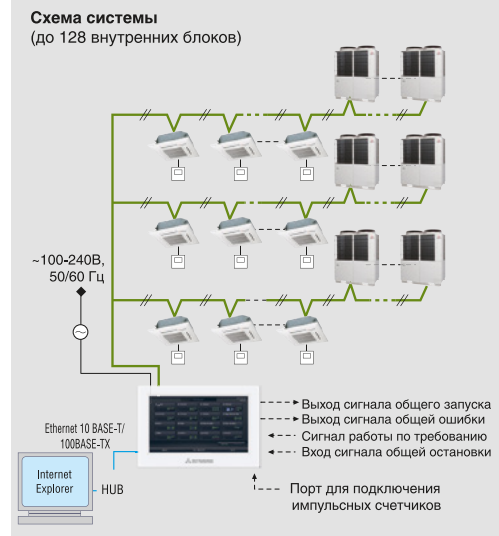 Схема системы
(до 128 внутренних блоков)
~100-240В,
50/60 Гц
Выход сигнала общего запуска
Выход сигнала общей ошибки
Сигнал работы по требованию
Вход сигнала общей остановки
Ethernet 10 BASE-T/
100BASE-TX
Internet
Explorer
HUB
Порт для подключения
импульсных счетчиков